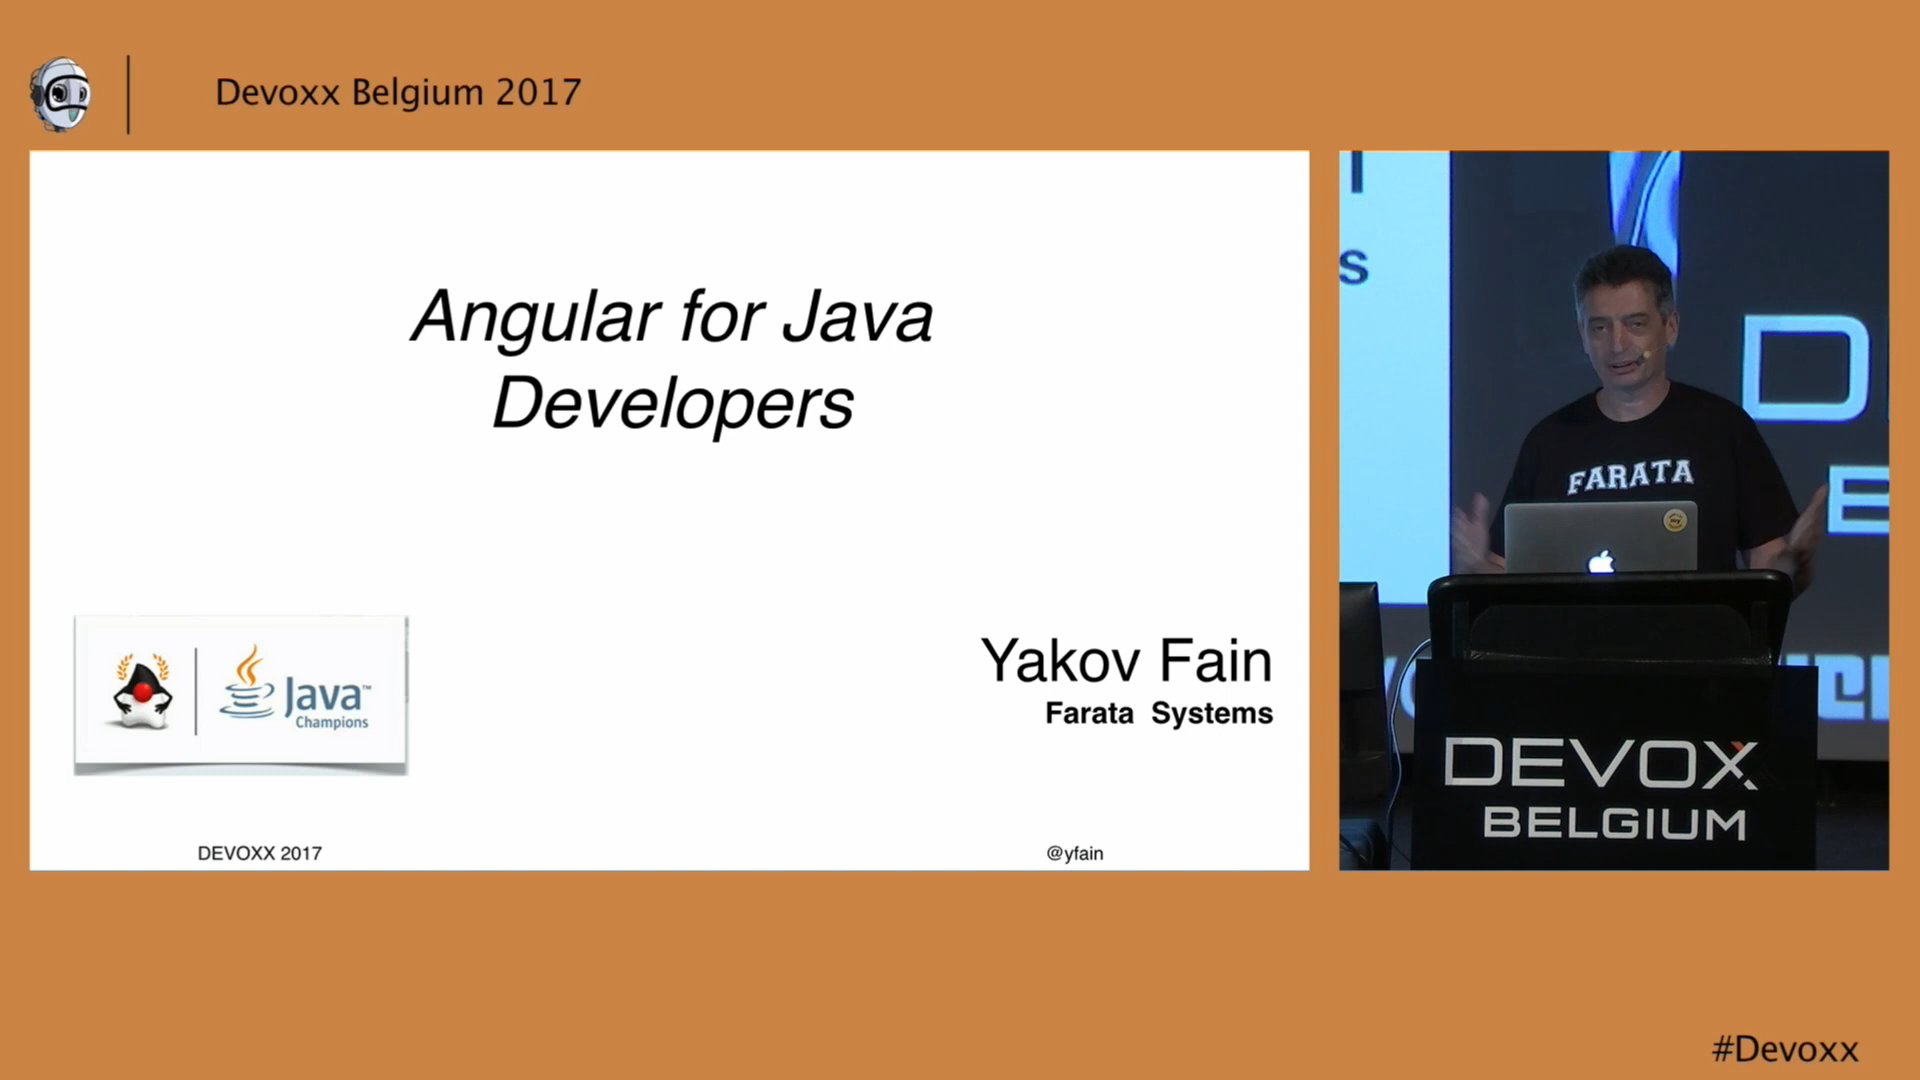 Devoxx Belgium 2017
Angular for Java
Developers
Java™
Champions
Yakov Fain
Farata Systems
DEVOXX 2017
@yfain
S
FARATA
DEVOX
BELGIUM
#Devoxx